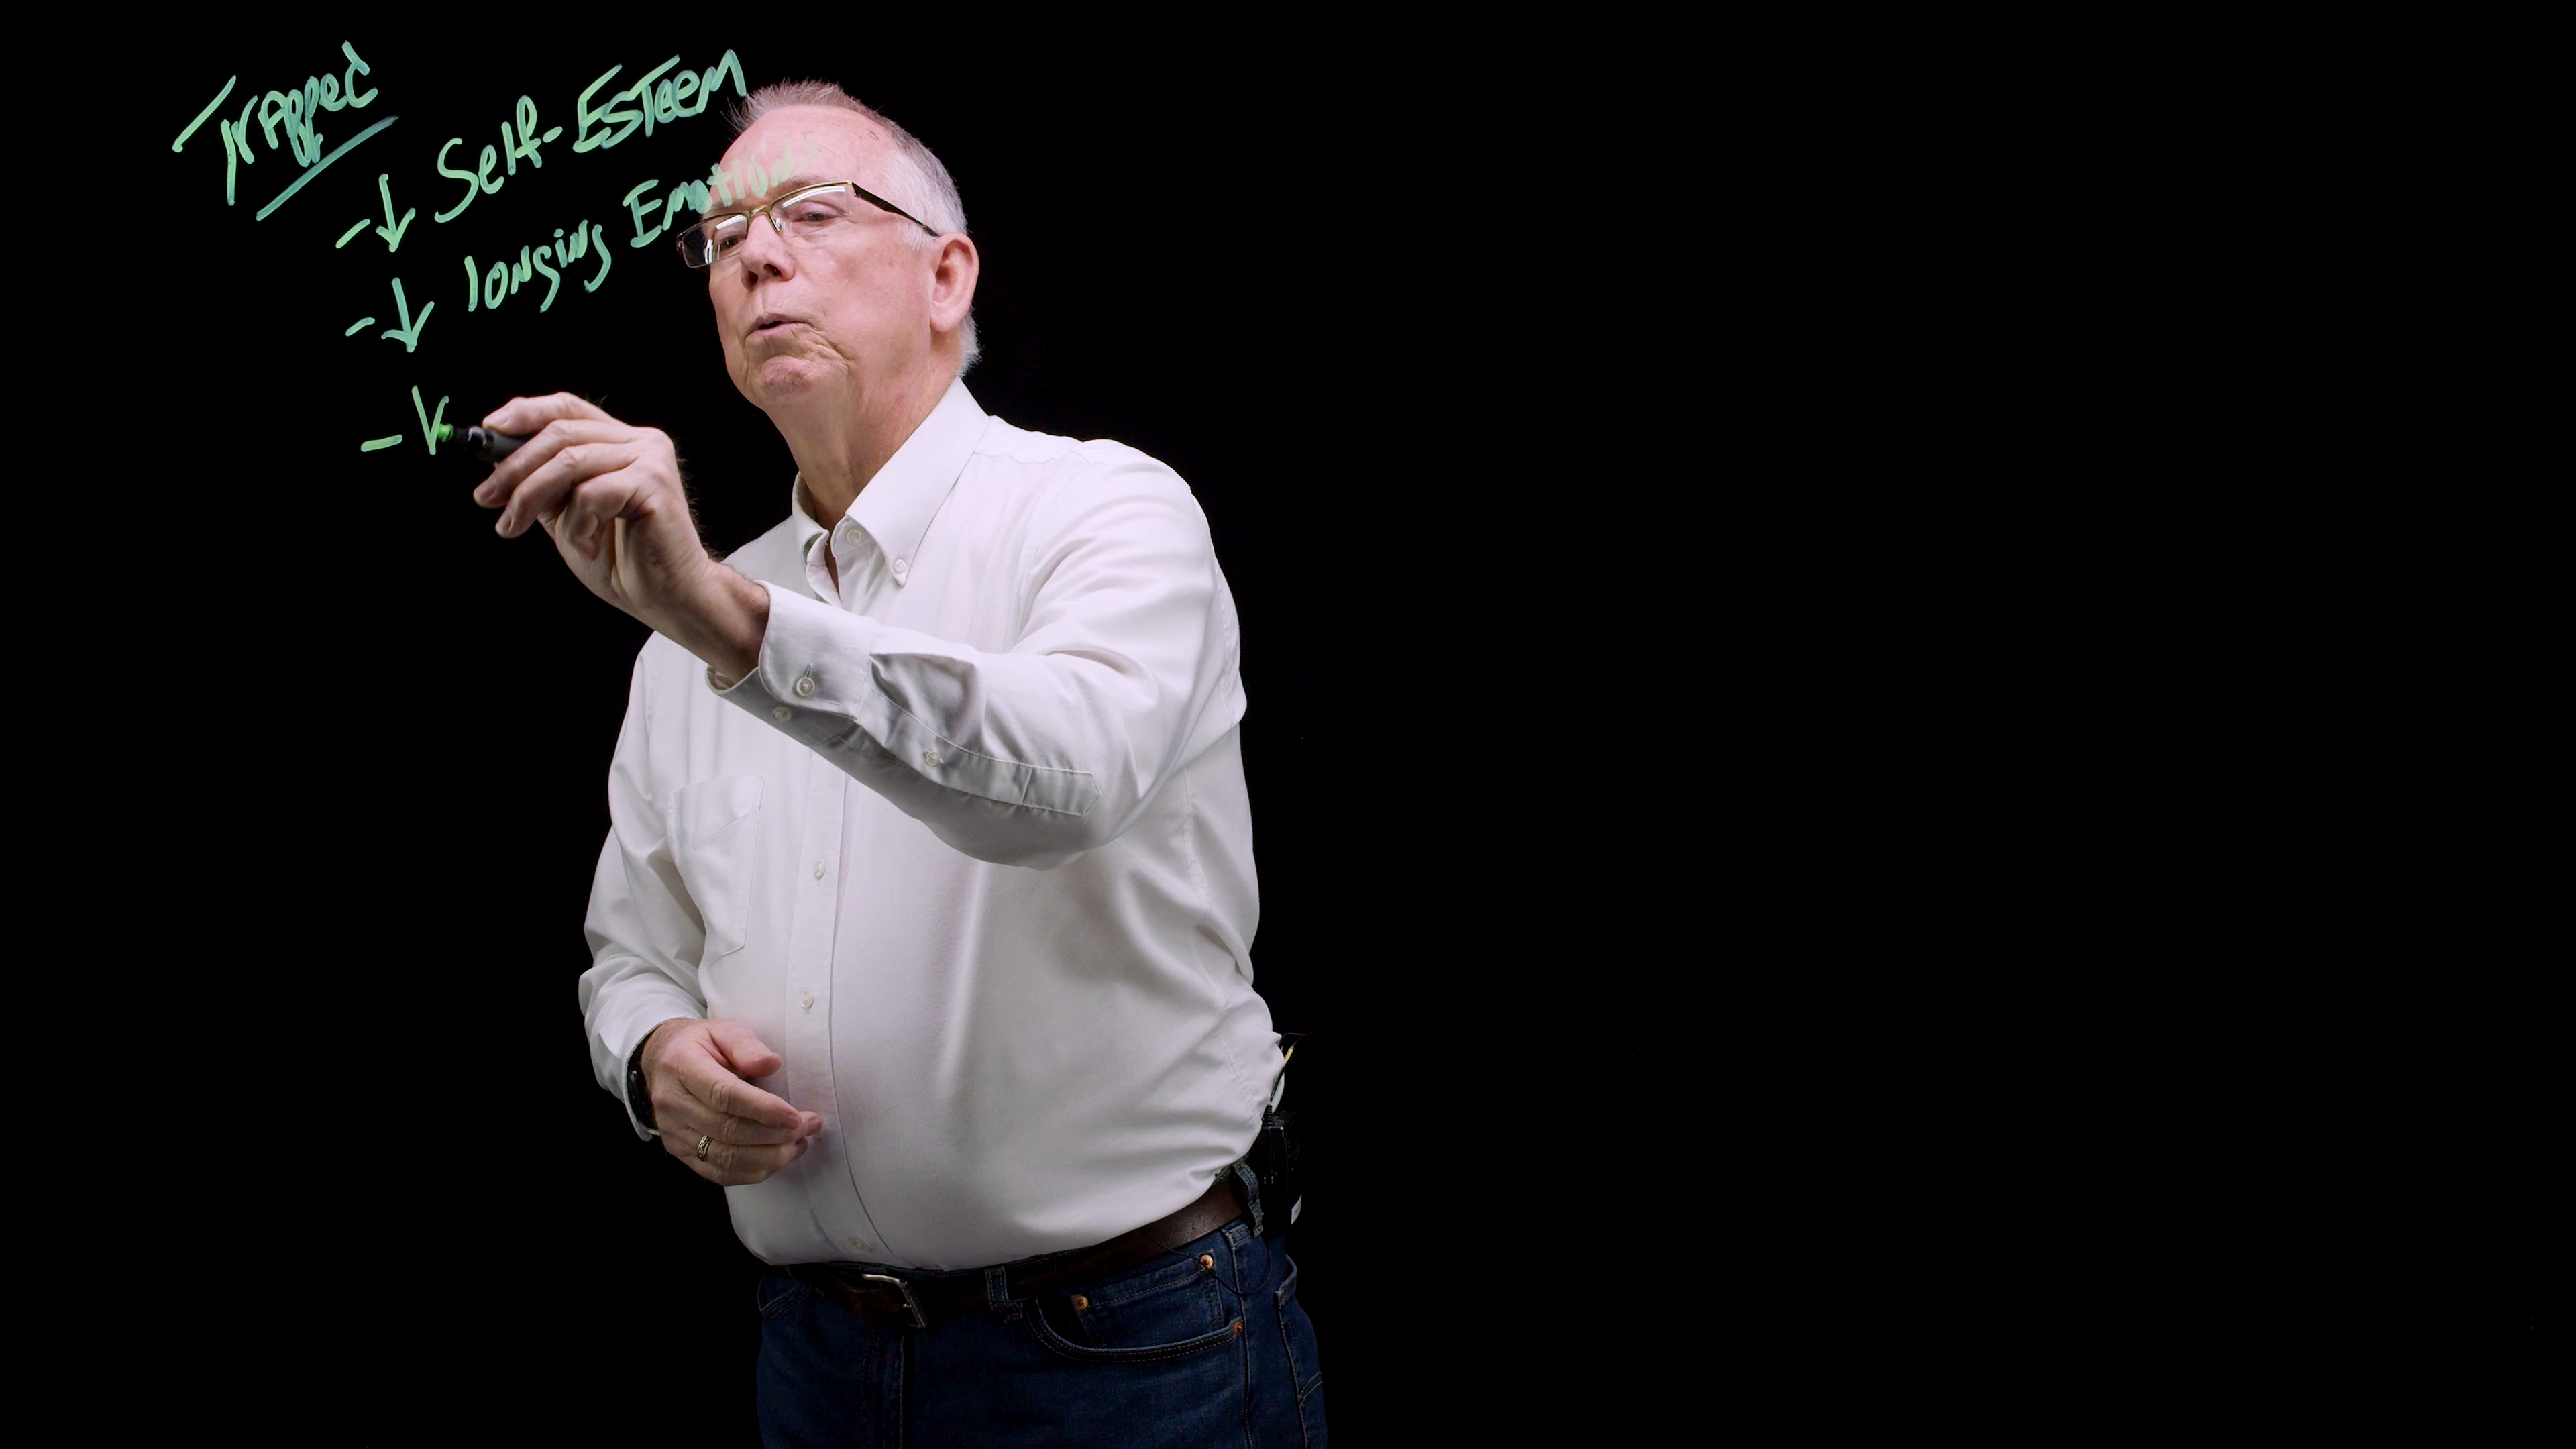 Trapped
- ↓ Self-Esteem
- ↓ longing Emotions
-